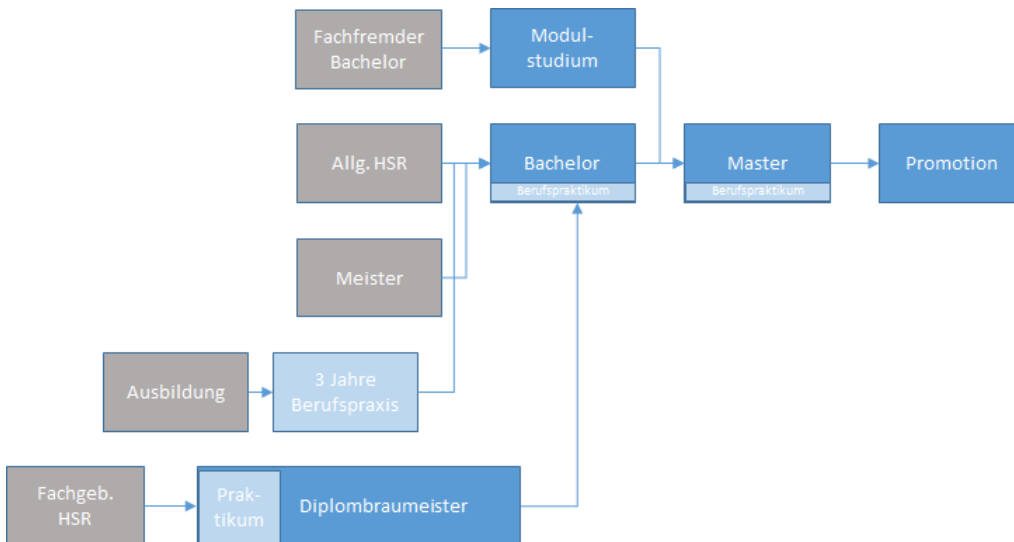 Fachfremder
Bachelor
Modul-
studium
Allg. HSR
Bachelor
Berufspraktikum
Master
Berufspraktikum
Promotion
Meister
Ausbildung
3 Jahre
Berufspraxis
Fachgeb.
HSR
Prak-
tikum
Diplombraumeister